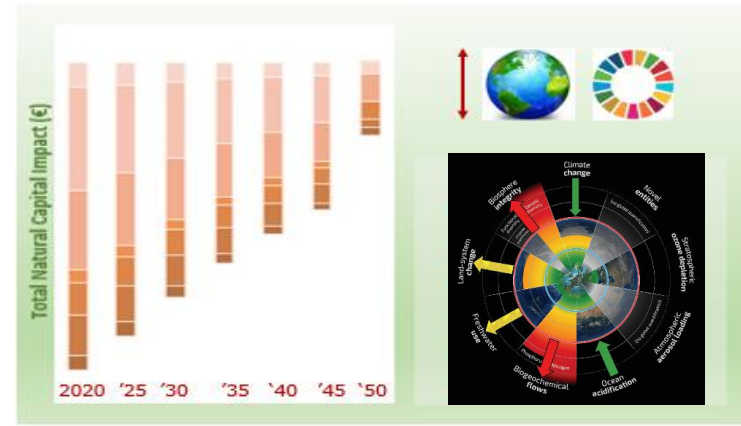 Total Natural Capital Impact (€)
2020 ’25 ’30 ’35 ‘40 ’45 ‘50
Climate
change
Novel
entities
Stratospheric
ozone depletion
Atmospheric
aerosol loading
Ocean
acidification
Biogeochemical
flows
Nitrogen
Freshwater
use
Land-system
change
Biosphere
integrity